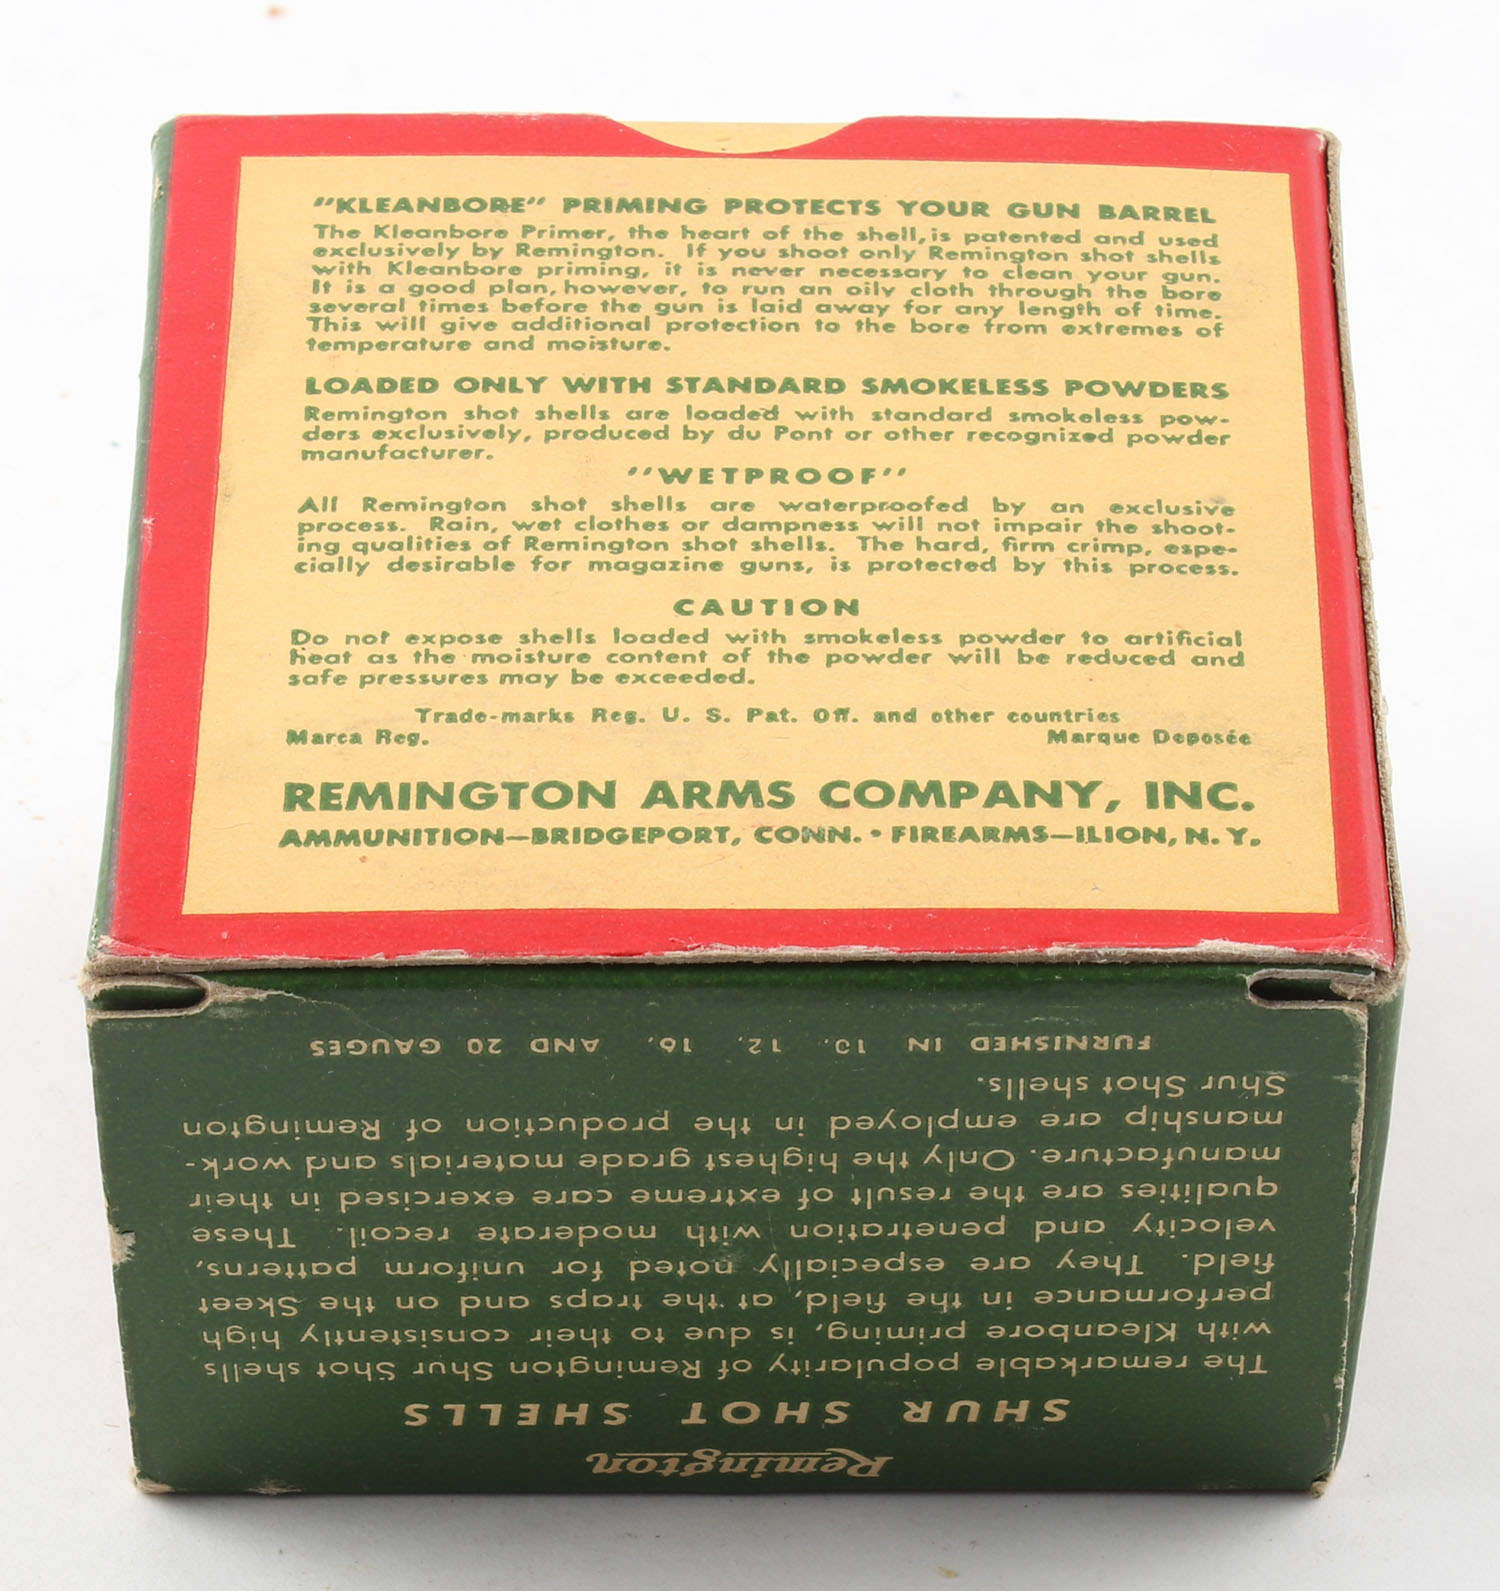 "KLEANBORE" PRIMING PROTECTS YOUR GUN BARREL
The Kleanbore Primer, the heart of the shell, is patented and used
exclusively by Remington. If you shoot only Remington shot shells
with Kleanbore priming, it is never necessary to clean your gun.
It is a good plan, however, to run an oily cloth through the bore
several times before the gun is laid away for any length of time.
This will give additional protection to the bore from extremes of
temperature and moisture.
LOADED ONLY WITH STANDARD SMOKELESS POWDERS
Remington shot shells are loaded with standard smokeless pow-
ders exclusively, produced by du Pont or other recognized powder
manufacturer.
"WETPROOF"
All Remington shot shells are waterproofed by an exclusive
process. Rain, wet clothes or dampness will not impair the shoot-
ing qualities of Remington shot shells. The hard, firm crimp, espe-
cially desirable for magazine guns, is protected by this process.
CAUTION
Do not expose shells loaded with smokeless powder to artificial
heat as the moisture content of the powder will be reduced and
safe pressures may be exceeded.
Trade-marks Reg. U. S. Pat. Off. and other countries
Marca Reg. Marque Deposée
REMINGTON ARMS COMPANY, INC.
AMMUNITION—BRIDGEPORT, CONN. • FIREARMS—ILION, N. Y.
Remington
SHUR SHOT SHELLS
The remarkable popularity of Remington Shur Shot shells
with Kleanbore priming, is due to their consistently high
performance in the field, at the traps and on the Skeet
field. They are especially noted for uniform patterns,
velocity and penetration with moderate recoil. These
qualities are the result of extreme care exercised in their
manufacture. Only the highest grade materials and work-
manship are employed in the production of Remington
Shur Shot shells.
FURNISHED IN 10, 12, 16, AND 20 GAUGES